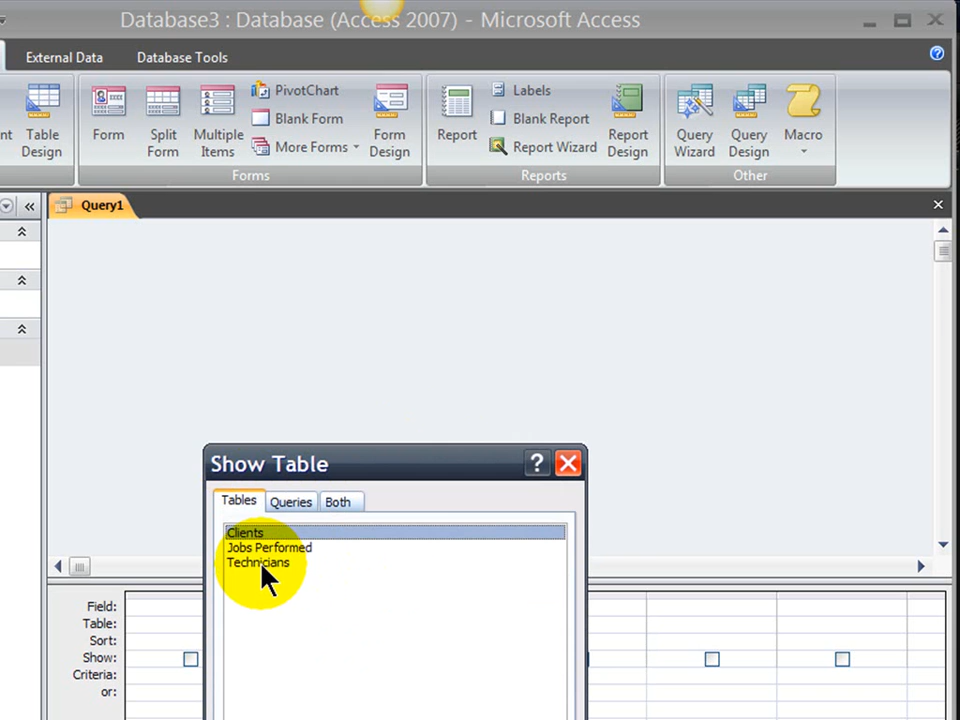 Database3 : Database (Access 2007) - Microsoft Access
External Data
Database Tools
nt
Table Design
Form
Split Form
Multiple Items
PivotChart
Blank Form
More Forms
Form Design
Forms
Report
Labels
Blank Report
Report Wizard
Report Design
Reports
Query Wizard
Query Design
Macro
Other
Query1
Show Table
?
Tables
Queries
Both
Clients
Jobs Performed
Technicians
Field:
Table:
Sort:
Show:
Criteria:
or: